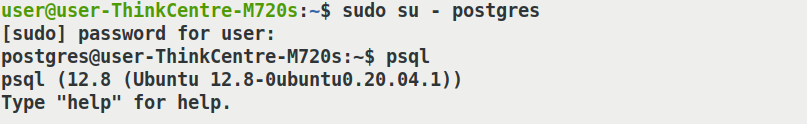 user@user-ThinkCentre-M720s:~$ sudo su - postgres
[sudo] password for user:
postgres@user-ThinkCentre-M720s:~$ psql
psql (12.8 (Ubuntu 12.8-0ubuntu0.20.04.1))
Type "help" for help.